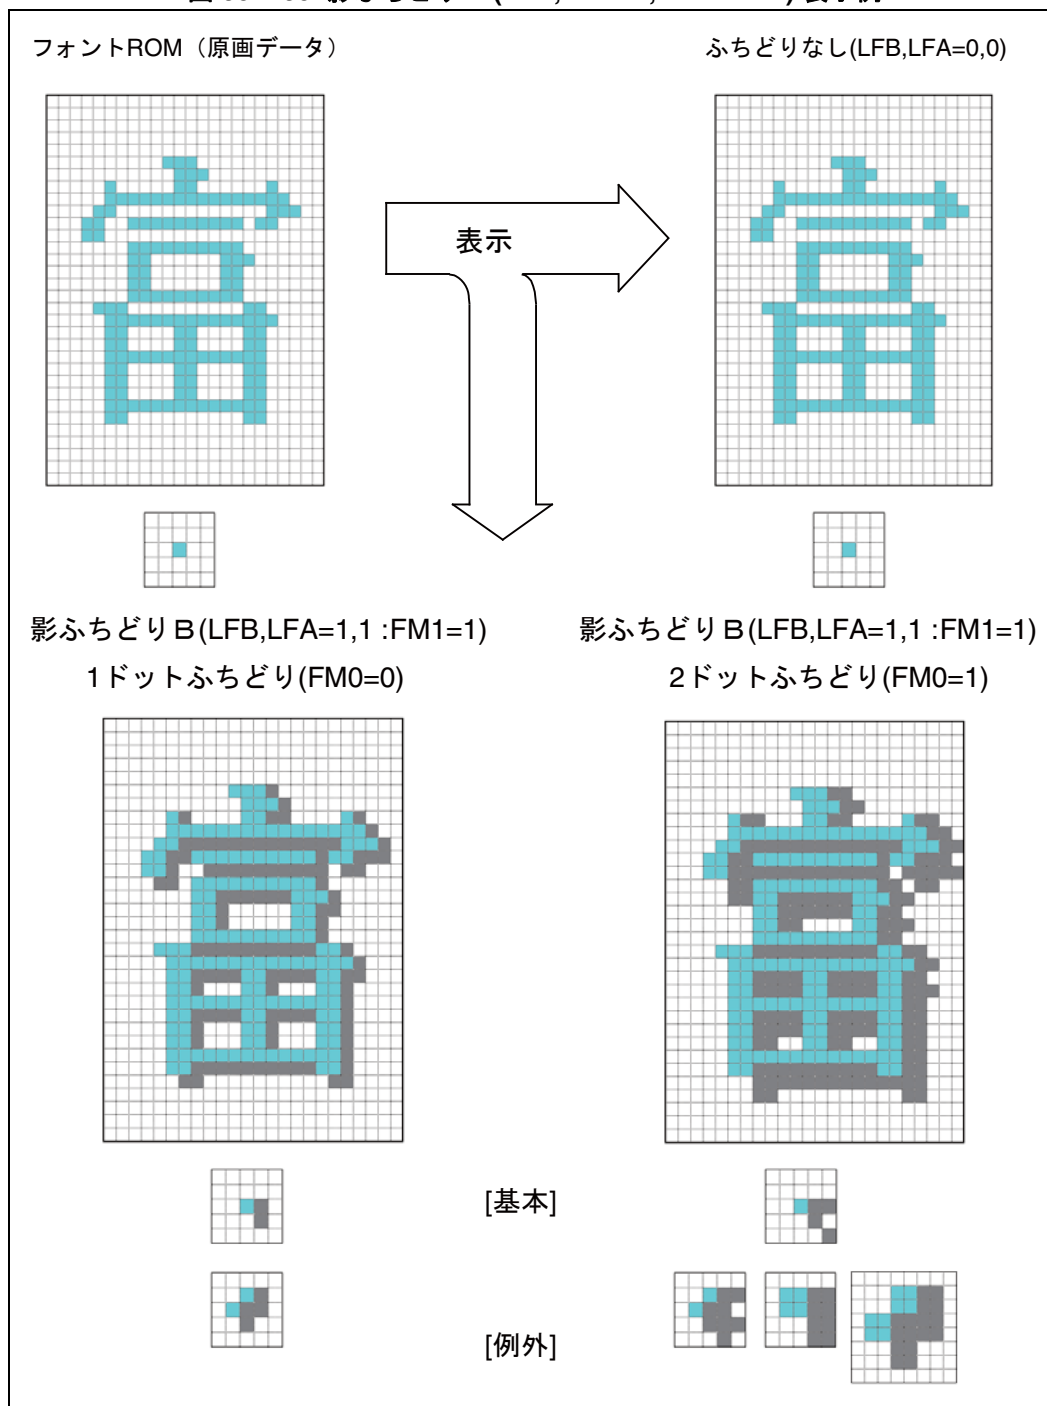 フォントROM（原画データ）
ふちどりなし(LFB,LFA=0,0)
表示
影ふちどりＢ(LFB,LFA=1,1 :FM1=1)
1ドットふちどり(FM0=0)
影ふちどりＢ(LFB,LFA=1,1 :FM1=1)
2ドットふちどり(FM0=1)
[基本]
[例外]